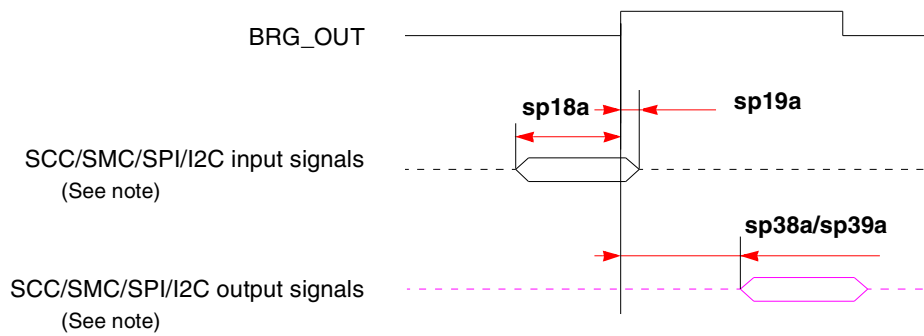 BRG_OUT
sp18a
sp19a
SCC/SMC/SPI/I2C input signals
(See note)
sp38a/sp39a
SCC/SMC/SPI/I2C output signals
(See note)